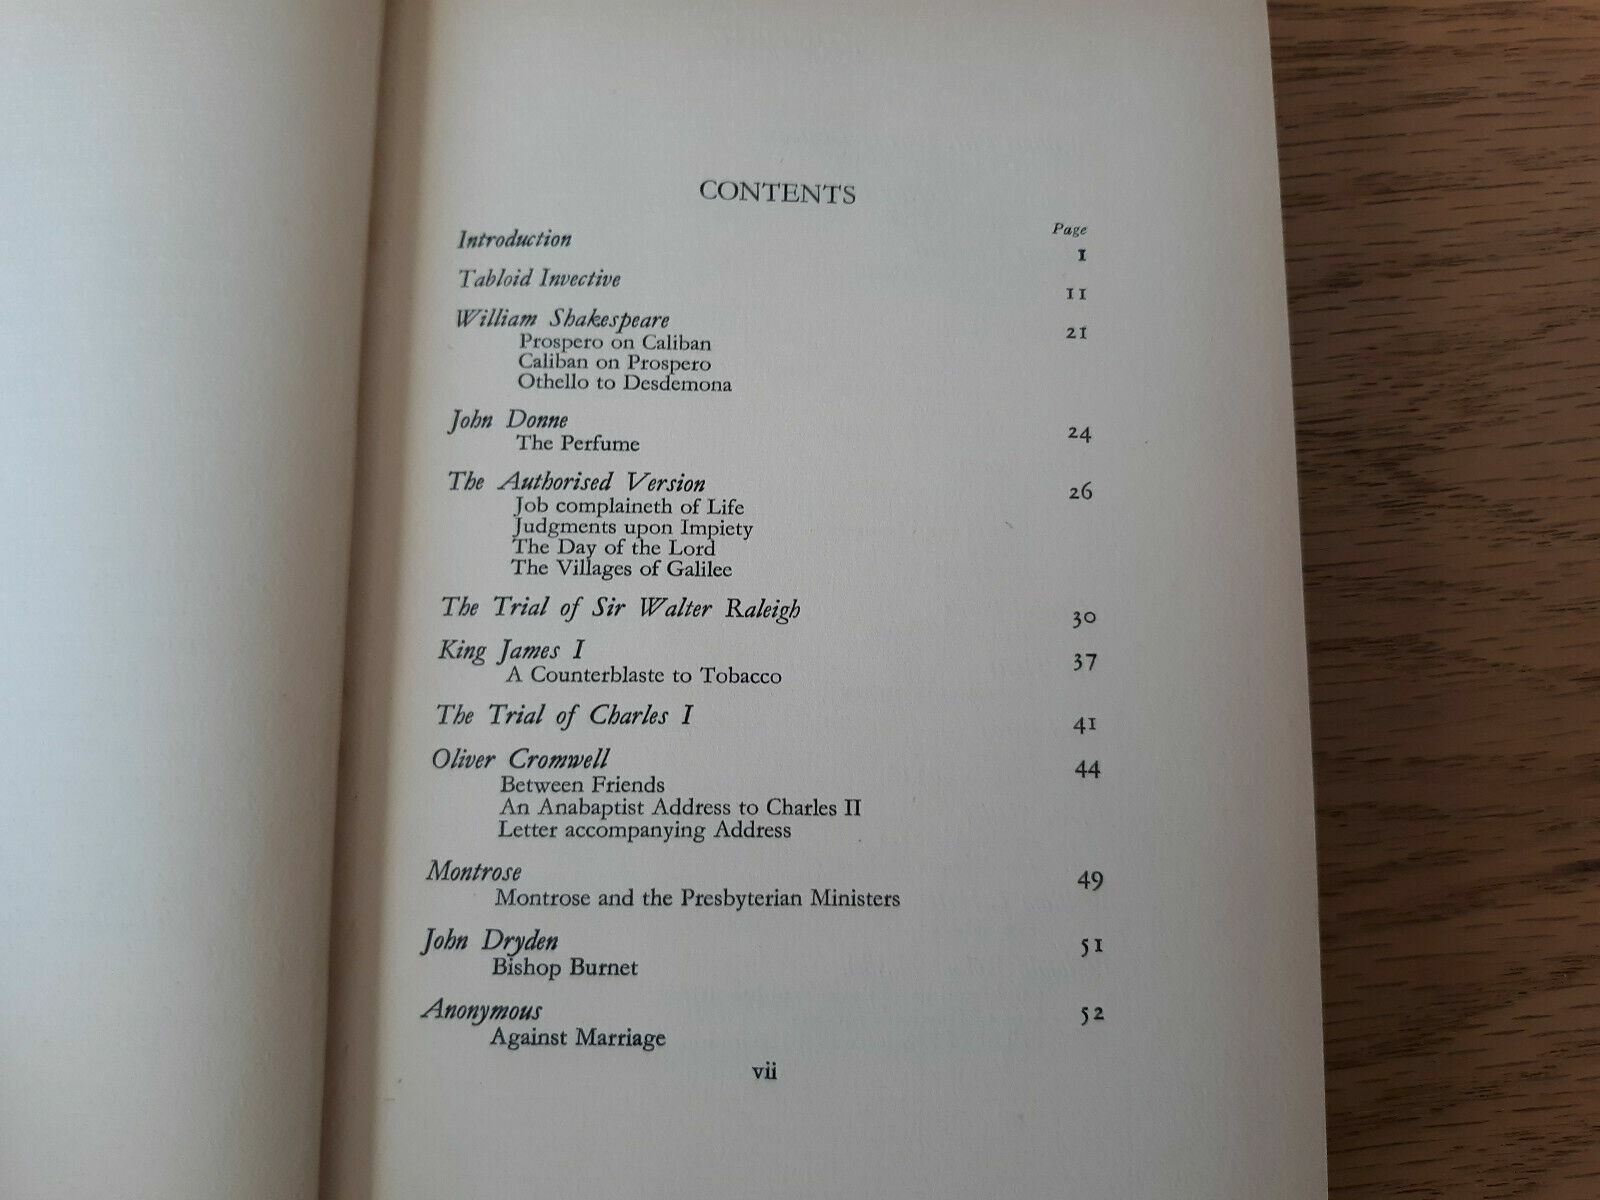 CONTENTS
Page
Introduction 1
Tabloid Invective 11
William Shakespeare 21
Prospero on Caliban
Caliban on Prospero
Othello to Desdemona
John Donne 24
The Perfume
The Authorised Version 26
Job complaineth of Life
Judgments upon Impiety
The Day of the Lord
The Villages of Galilee
The Trial of Sir Walter Raleigh 30
King James I 37
A Counterblaste to Tobacco
The Trial of Charles I 41
Oliver Cromwell 44
Between Friends
An Anabaptist Address to Charles II
Letter accompanying Address
Montrose 49
Montrose and the Presbyterian Ministers
John Dryden 51
Bishop Burnet
Anonymous 52
Against Marriage
vii